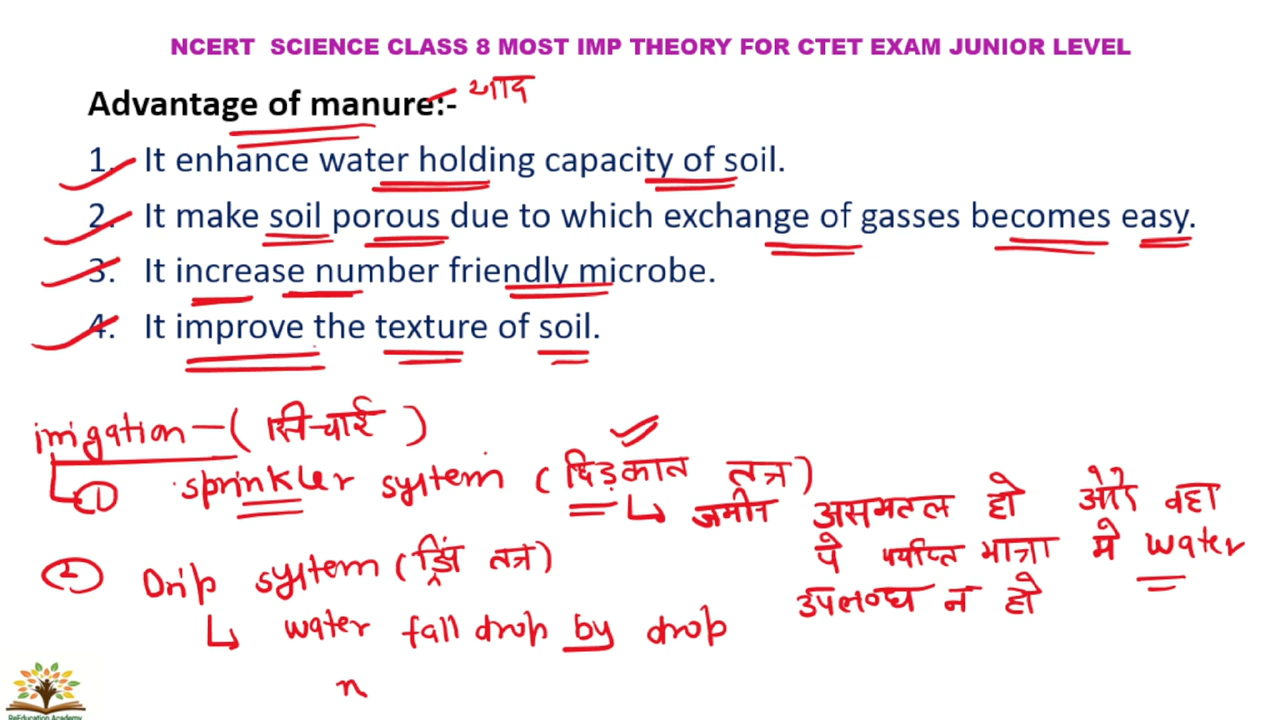 NCERT SCIENCE CLASS 8 MOST IMP THEORY FOR CTET EXAM JUNIOR LEVEL
Advantage of manure:- खाद
1. It enhance water holding capacity of soil.
2. It make soil porous due to which exchange of gasses becomes easy.
3. It increase number friendly microbe.
4. It improve the texture of soil.
irrigation – (सिंचाई)
① sprinkler system (छिड़काव तंत्र)
↳ जमीन असमतल हो और वहा
पे पर्याप्त मात्रा मे water
उपलब्ध न हो
② Drip system (ड्रिप तंत्र)
↳ water fall drop by drop
n
ReEducation Academy